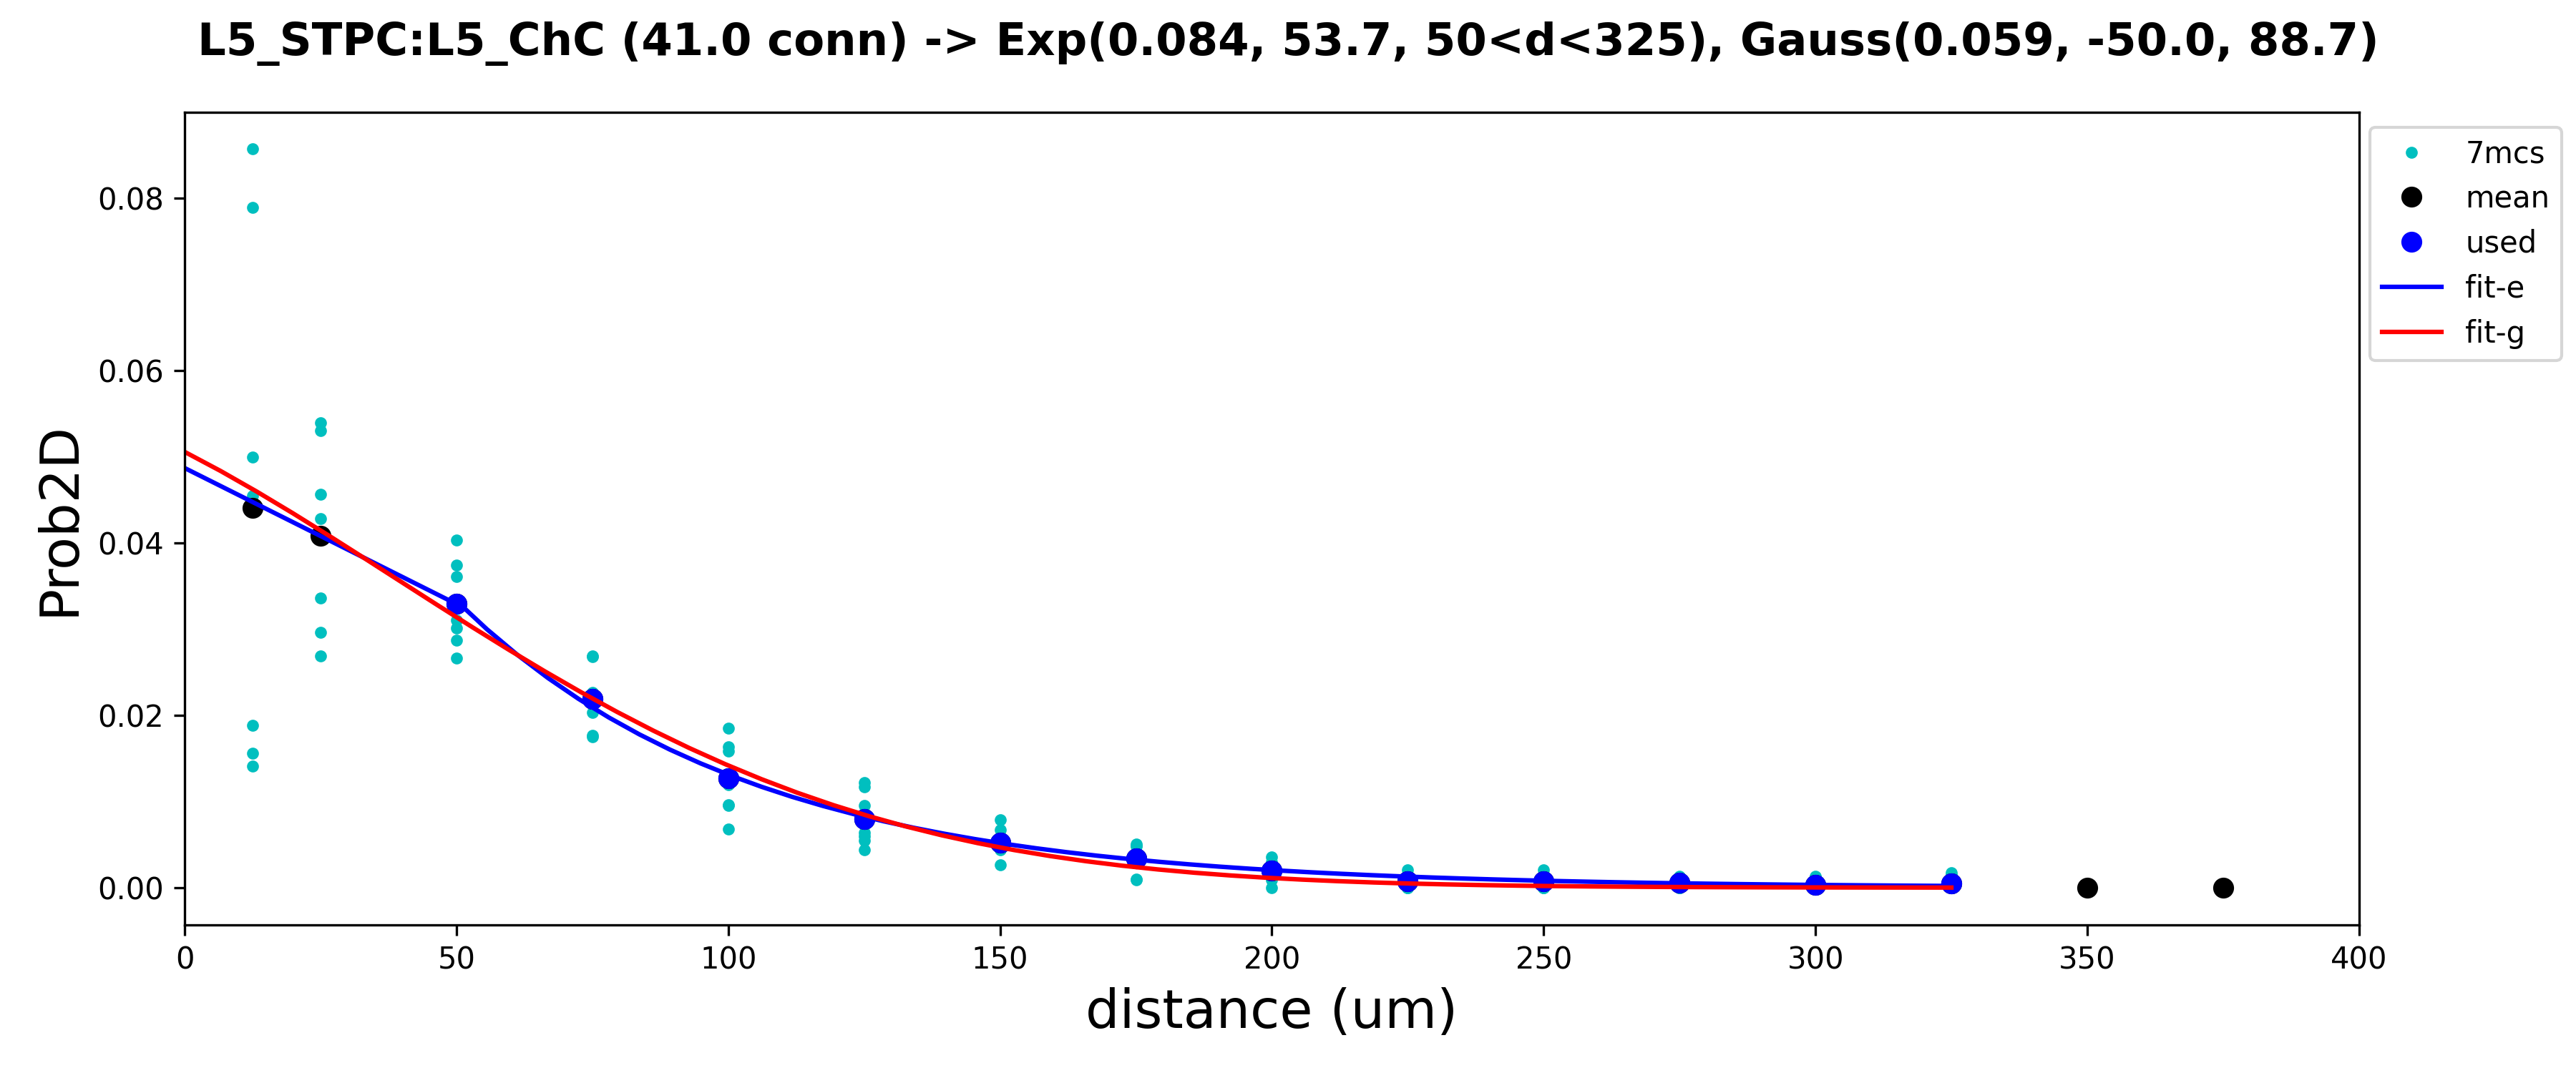 L5_STPC:L5_ChC (41.0 conn) -> Exp(0.084, 53.7, 50<d<325), Gauss(0.059, -50.0, 88.7)
7mcs
mean
used
fit-e
fit-g
Prob2D
0.08
0.06
0.04
0.02
0.00
0 50 100 150 200 250 300 350 400
distance (um)